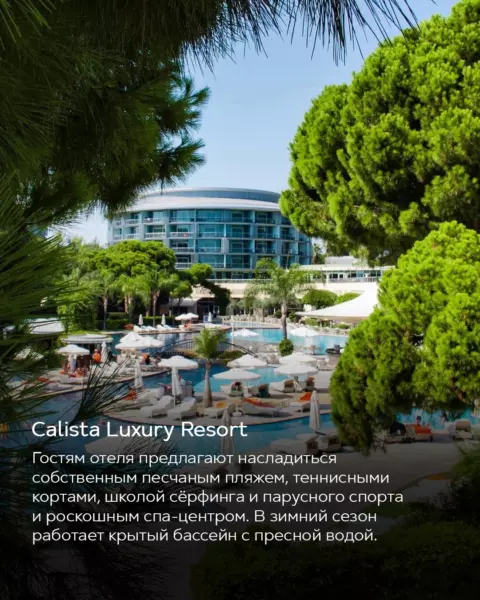 Calista Luxury Resort
Гостям отеля предлагают насладиться
собственным песчаным пляжем, теннисными
кортами, школой сёрфинга и парусного спорта
и роскошным спа-центром. В зимний сезон
работает крытый бассейн с пресной водой.